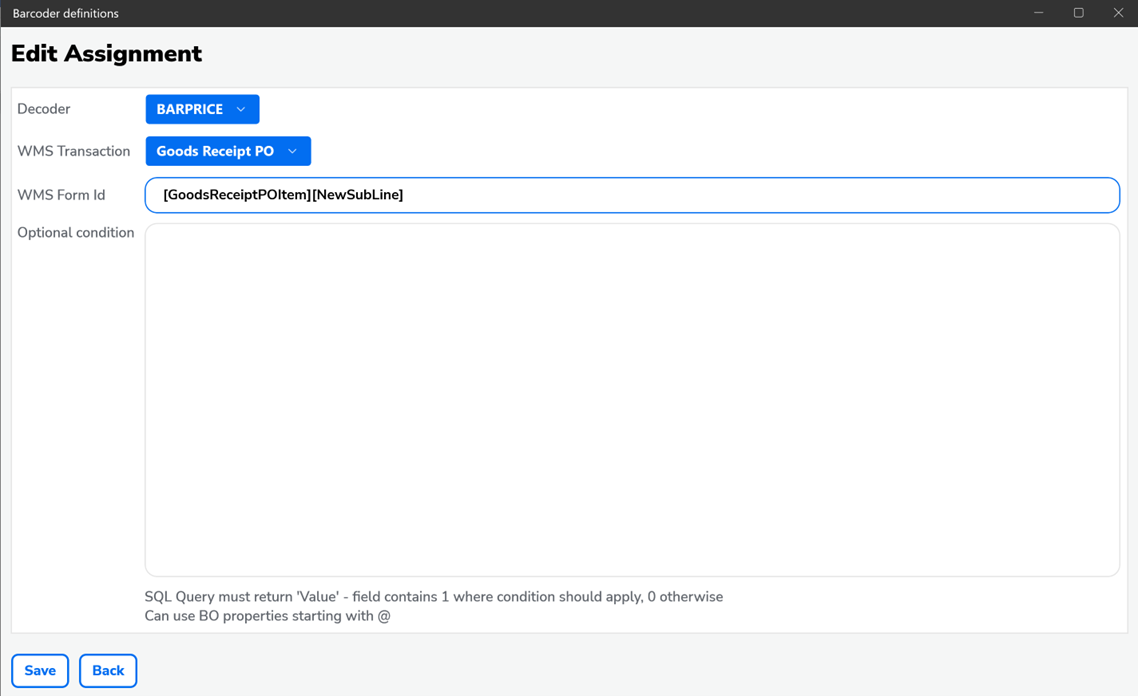 Barcoder definitions
Edit Assignment
Decoder
BARPRICE
WMS Transaction
Goods Receipt PO
WMS Form Id
[GoodsReceiptPOItem][NewSubLine]
Optional condition
SQL Query must return 'Value' - field contains 1 where condition should apply, 0 otherwise
Can use BO properties starting with @
Save
Back